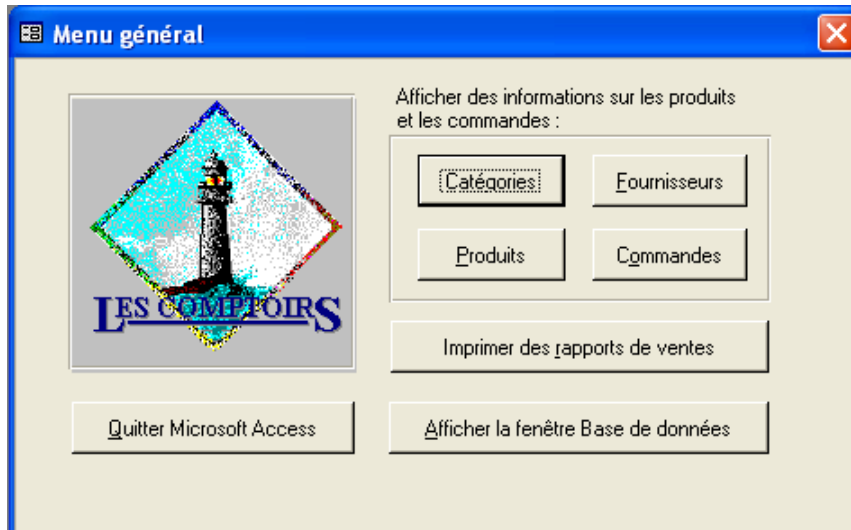 Menu général
Afficher des informations sur les produits
et les commandes :
Catégories
Fournisseurs
Produits
Commandes
LES COMPTOIRS
Imprimer des rapports de ventes
Quitter Microsoft Access
Afficher la fenêtre Base de données